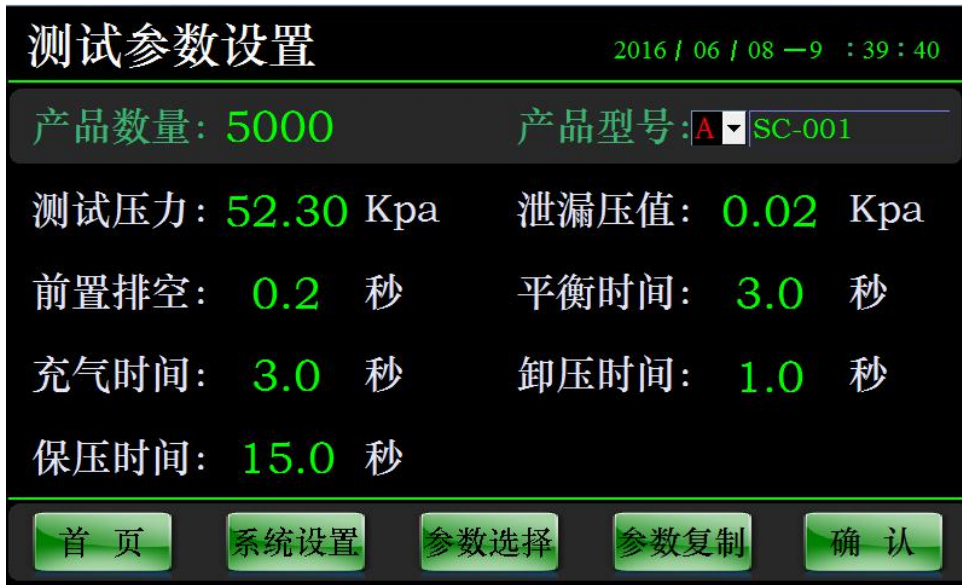 测试参数设置 2016 / 06 / 08 — 9 : 39 : 40
产品数量: 5000 产品型号: A SC-001
测试压力: 52.30 Kpa 泄漏压值: 0.02 Kpa
前置排空: 0.2 秒 平衡时间: 3.0 秒
充气时间: 3.0 秒 卸压时间: 1.0 秒
保压时间: 15.0 秒
首 页 系统设置 参数选择 参数复制 确 认